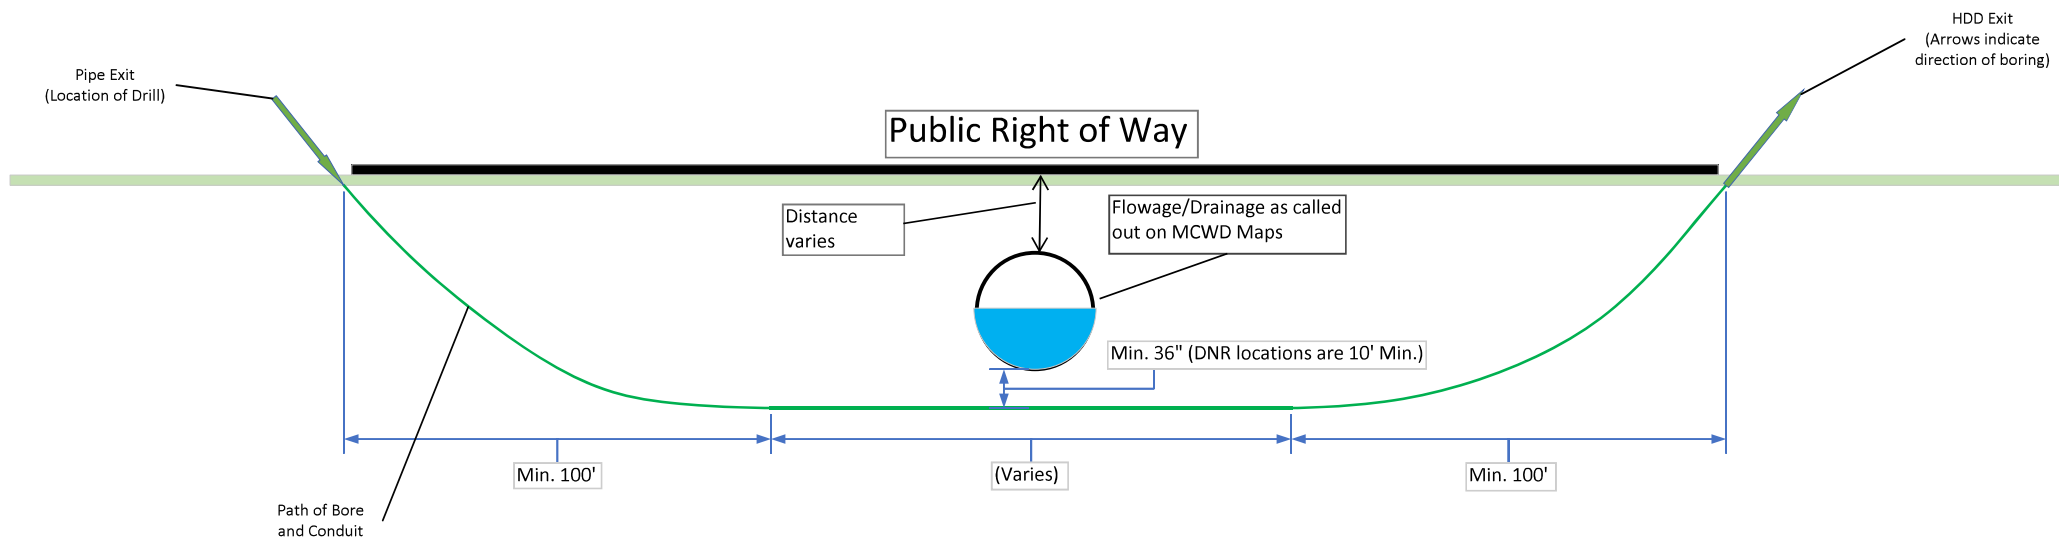 HDD Exit
(Arrows indicate
direction of boring)
Pipe Exit
(Location of Drill)
Public Right of Way
Distance
varies
Flowage/Drainage as called
out on MCWD Maps
Min. 36" (DNR locations are 10' Min.)
Min. 100'
(Varies)
Min. 100'
Path of Bore
and Conduit